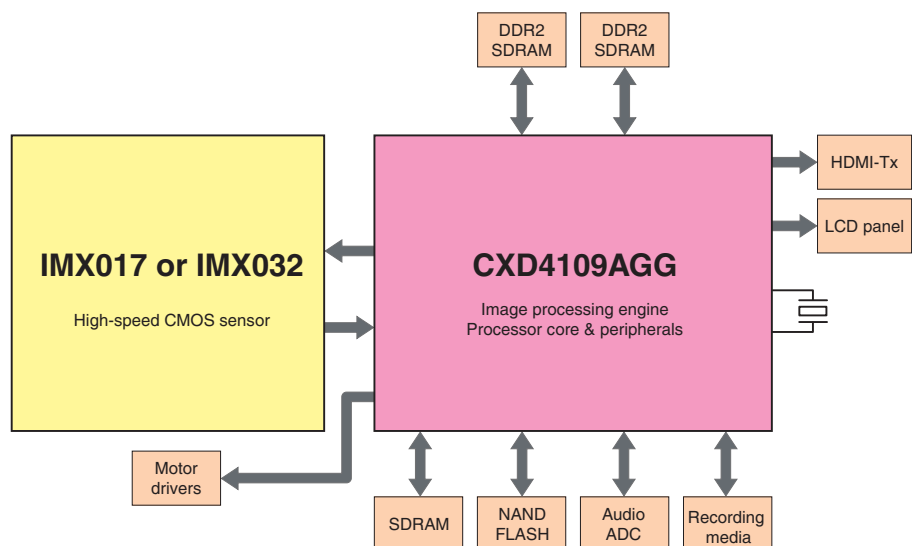 DDR2
SDRAM
DDR2
SDRAM
HDMI-Tx
LCD panel
IMX017 or IMX032
High-speed CMOS sensor
CXD4109AGG
Image processing engine
Processor core & peripherals
Motor
drivers
SDRAM
NAND
FLASH
Audio
ADC
Recording
media